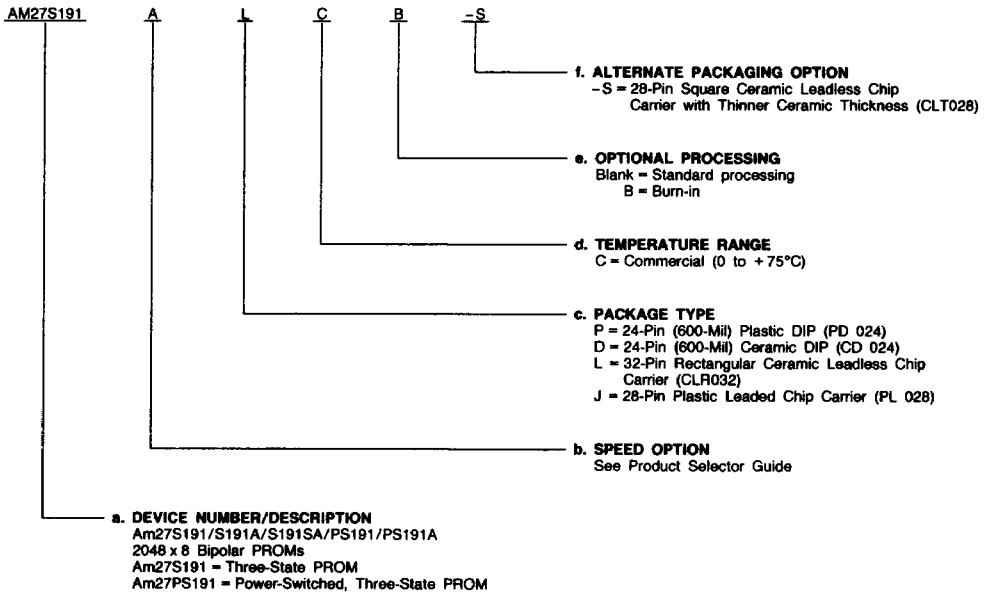 AM27S191 A L C B -S
f. ALTERNATE PACKAGING OPTION
-S = 28-Pin Square Ceramic Leadless Chip
Carrier with Thinner Ceramic Thickness (CLT028)
e. OPTIONAL PROCESSING
Blank = Standard processing
B = Burn-in
d. TEMPERATURE RANGE
C = Commercial (0 to +75°C)
c. PACKAGE TYPE
P = 24-Pin (600-Mil) Plastic DIP (PD 024)
D = 24-Pin (600-Mil) Ceramic DIP (CD 024)
L = 32-Pin Rectangular Ceramic Leadless Chip
Carrier (CLR032)
J = 28-Pin Plastic Leaded Chip Carrier (PL 028)
b. SPEED OPTION
See Product Selector Guide
a. DEVICE NUMBER/DESCRIPTION
Am27S191/S191A/S191SA/PS191/PS191A
2048 x 8 Bipolar PROMs
Am27S191 = Three-State PROM
Am27PS191 = Power-Switched, Three-State PROM